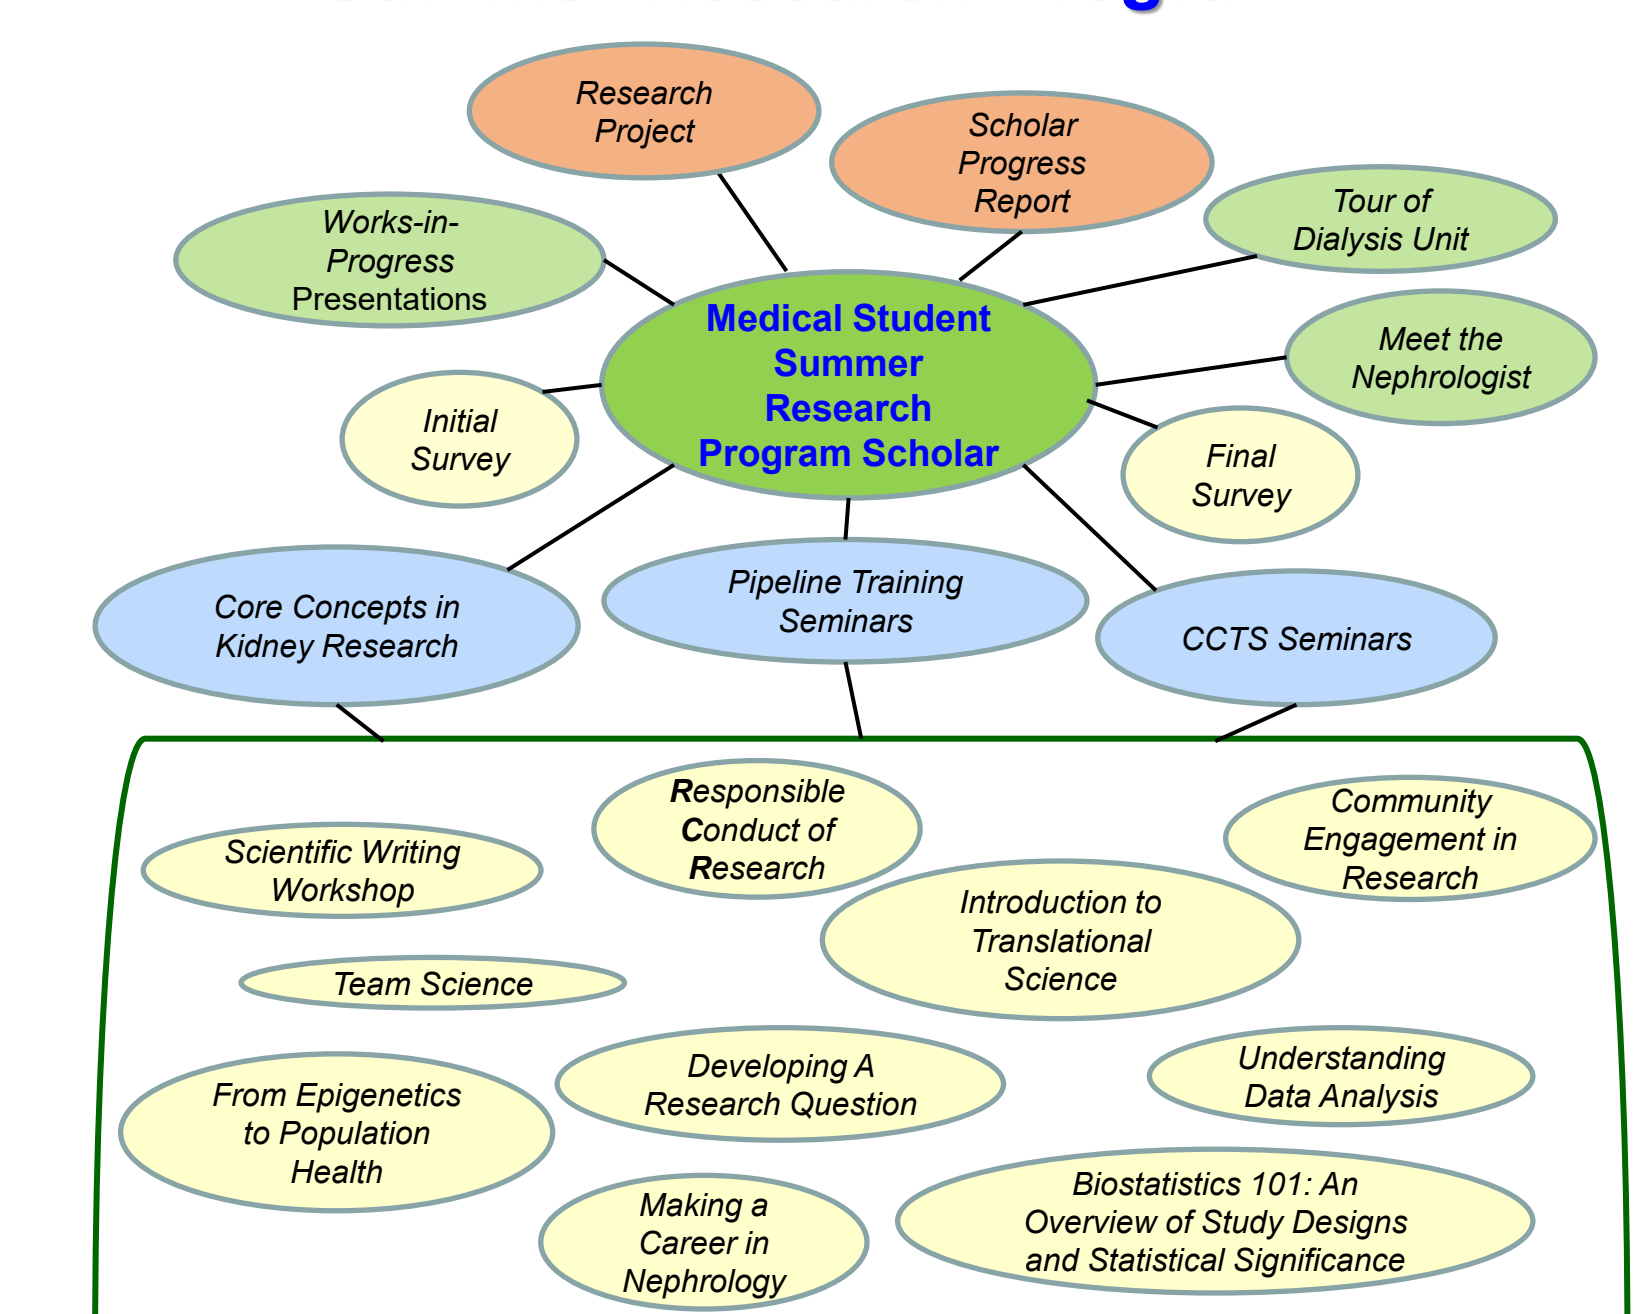 Research
Project
Scholar
Progress
Report
Tour of
Dialysis Unit
Works-in-
Progress
Presentations
Medical Student
Summer
Research
Program Scholar
Meet the
Nephrologist
Initial
Survey
Final
Survey
Core Concepts in
Kidney Research
Pipeline Training
Seminars
CCTS Seminars
Responsible
Conduct of
Research
Community
Engagement in
Research
Scientific Writing
Workshop
Introduction to
Translational
Science
Team Science
Developing A
Research Question
Understanding
Data Analysis
From Epigenetics
to Population
Health
Making a
Career in
Nephrology
Biostatistics 101: An
Overview of Study Designs
and Statistical Significance